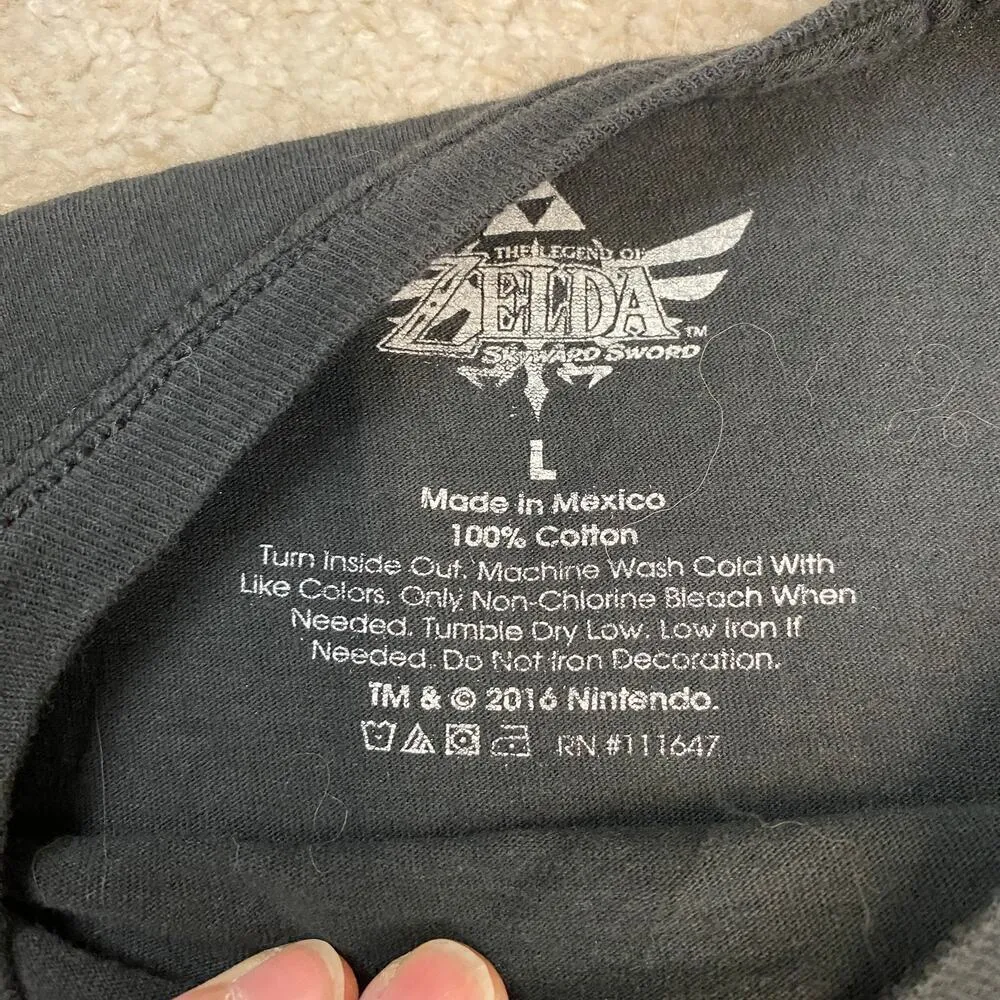 THE LEGEND OF
ZELDA™
SKYWARD SWORD
L
Made in Mexico
100% Cotton
Turn Inside Out. Machine Wash Cold With
Like Colors. Only Non-Chlorine Bleach When
Needed. Tumble Dry Low. Low Iron If
Needed. Do Not Iron Decoration.
TM & © 2016 Nintendo.
RN #111647